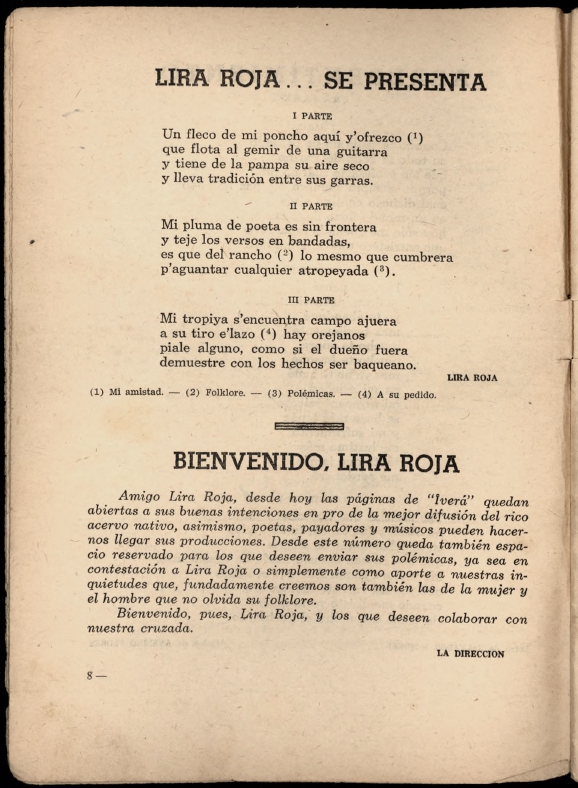 LIRA ROJA... SE PRESENTA
I PARTE
Un fleco de mi poncho aquí y'ofrezco (1)
que flota al gemir de una guitarra
y tiene de la pampa su aire seco
y lleva tradición entre sus garras.
II PARTE
Mi pluma de poeta es sin frontera
y teje los versos en bandadas,
es que del rancho (2) lo mesmo que cumbrera
p'aguantar cualquier atropeyada (3).
III PARTE
Mi tropiya s'encuentra campo ajuera
a su tiro e'lazo (4) hay orejanos
piale alguno, como si el dueño fuera
demuestre con los hechos ser baqueano.
LIRA ROJA
(1) Mi amistad. — (2) Folklore. — (3) Polémicas. — (4) A su pedido.
BIENVENIDO, LIRA ROJA
Amigo Lira Roja, desde hoy las páginas de "Iverá" quedan
abiertas a sus buenas intenciones en pro de la mejor difusión del rico
acervo nativo, asimismo, poetas, payadores y músicos pueden hacer-
nos llegar sus producciones. Desde este número queda también espa-
cio reservado para los que deseen enviar sus polémicas, ya sea en
contestación a Lira Roja o simplemente como aporte a nuestras in-
quietudes que, fundadamente creemos son también las de la mujer y
el hombre que no olvida su folklore.
Bienvenido, pues, Lira Roja, y los que deseen colaborar con
nuestra cruzada.
LA DIRECCION
8 —